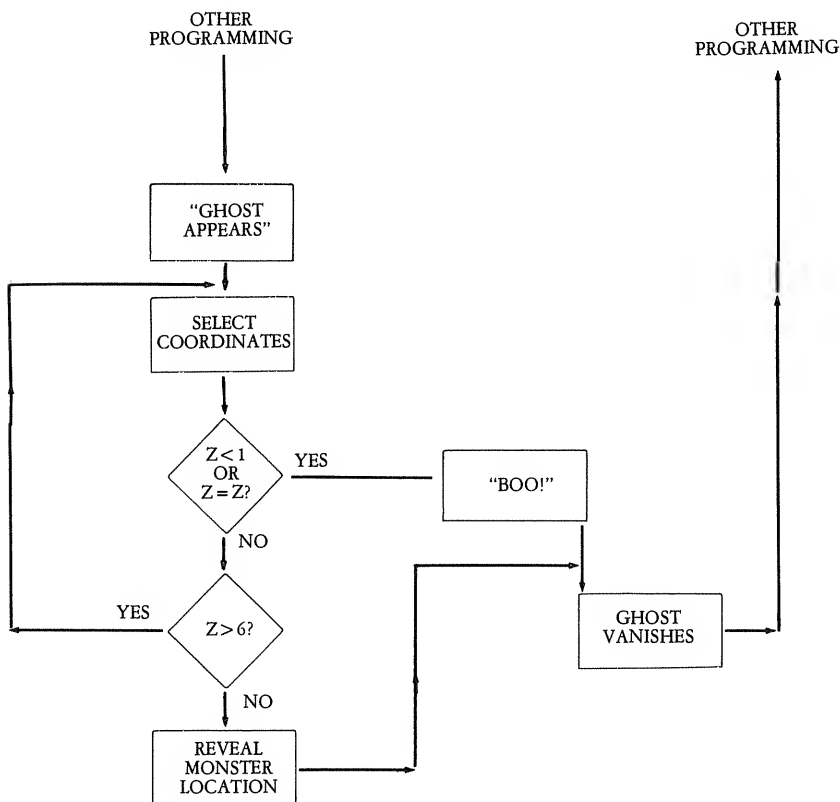 OTHER
PROGRAMMING
OTHER
PROGRAMMING
"GHOST
APPEARS"
SELECT
COORDINATES
Z<1
OR
Z=Z?
YES
"BOO!"
NO
YES
Z>6?
GHOST
VANISHES
NO
REVEAL
MONSTER
LOCATION